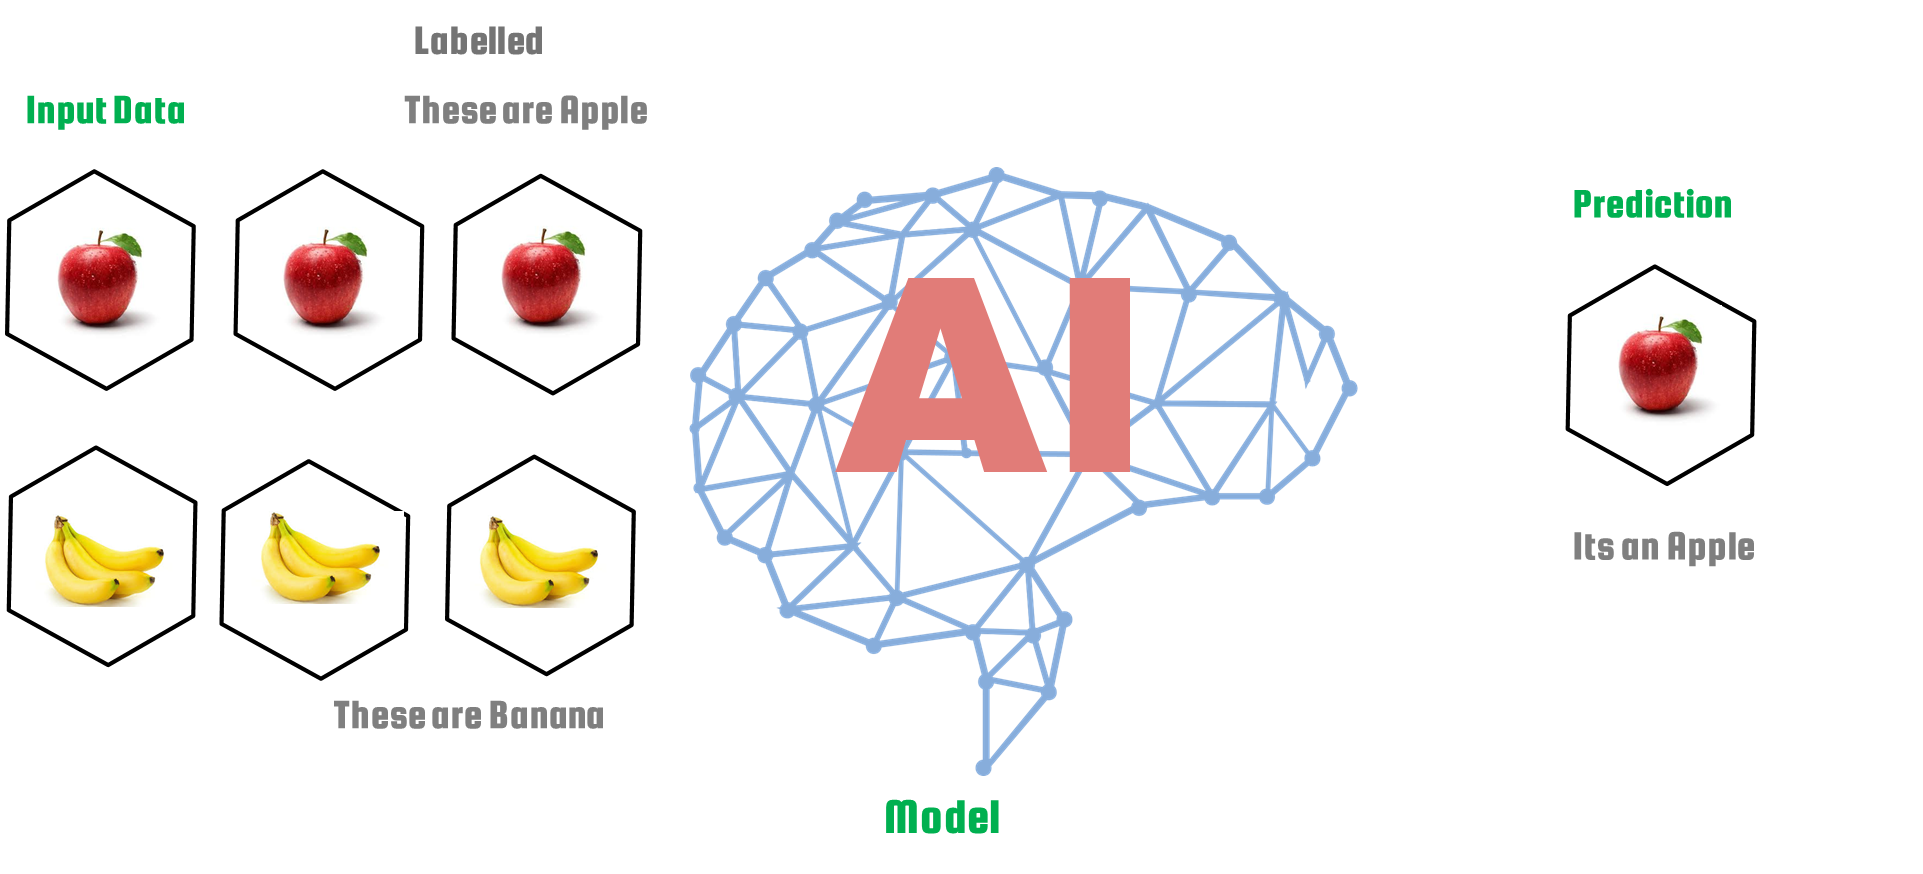 Labelled
Input Data
These are Apple
Prediction
AI
Its an Apple
These are Banana
Model